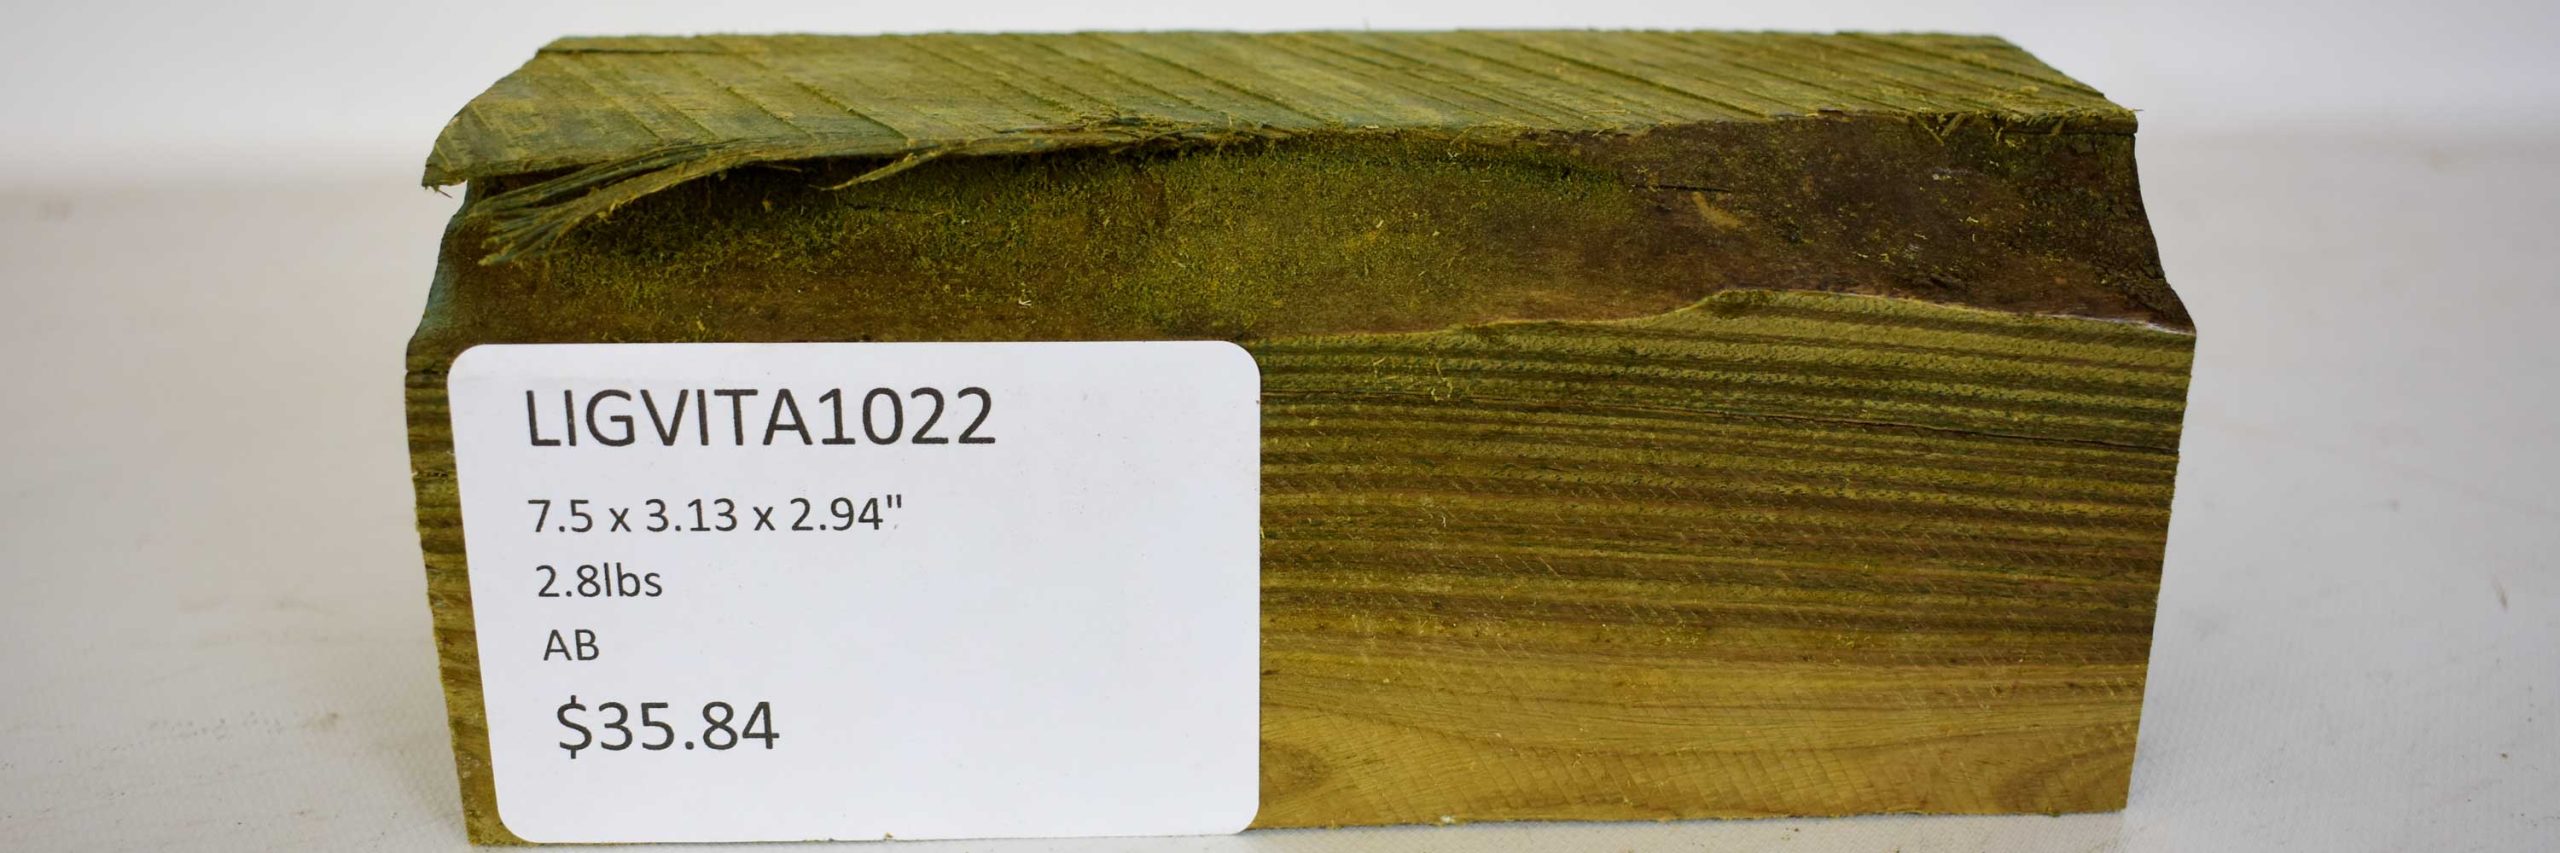 LIGVITA1022
7.5 x 3.13 x 2.94"
2.8lbs
AB
$35.84